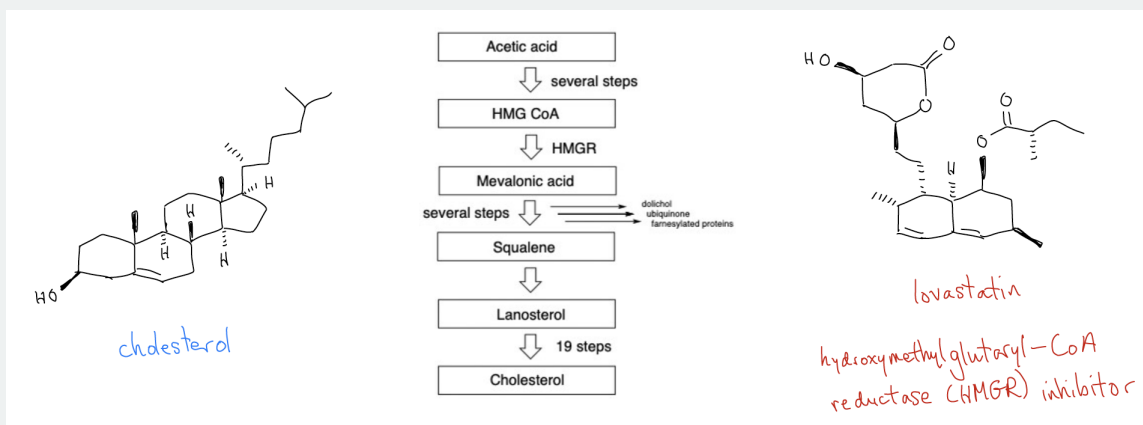 HO
H
H
H
H
cholesterol
Acetic acid
several steps
HMG CoA
HMGR
Mevalonic acid
several steps
dolichol
ubiquinone
farnesylated proteins
Squalene
Lanosterol
19 steps
Cholesterol
HO
O
O
O
O
H
lovastatin
hydroxymethylglutaryl-CoA
reductase (HMGR) inhibitor